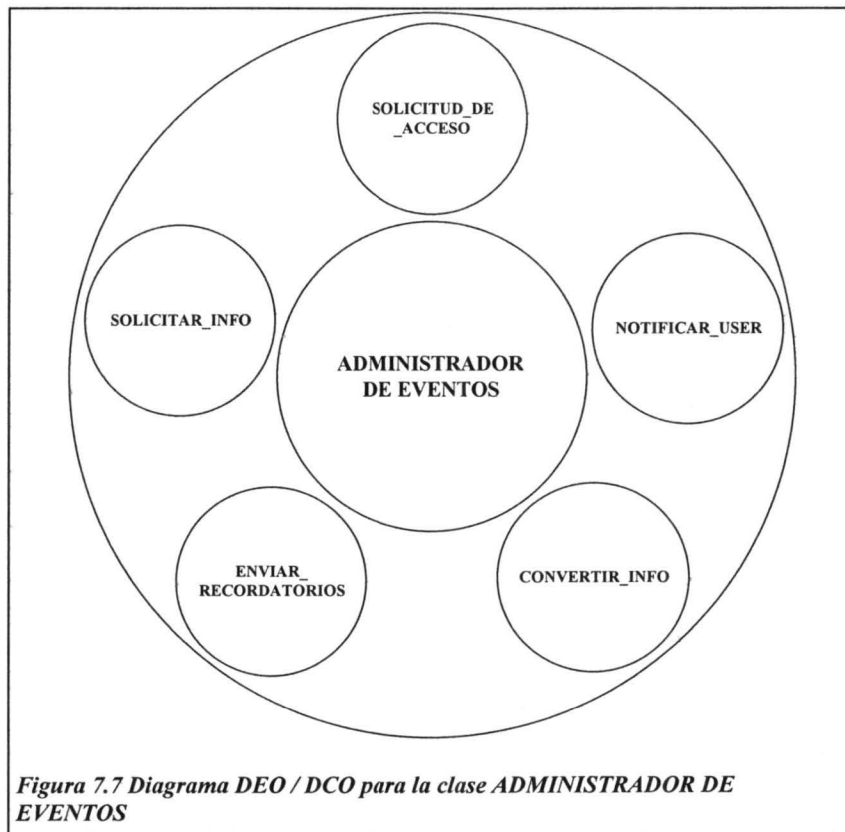 SOLICITUD_DE
_ACCESO
SOLICITAR_INFO
NOTIFICAR_USER
ADMINISTRADOR
DE EVENTOS
ENVIAR_
RECORDATORIOS
CONVERTIR_INFO
Figura 7.7 Diagrama DEO / DCO para la clase ADMINISTRADOR DE
EVENTOS